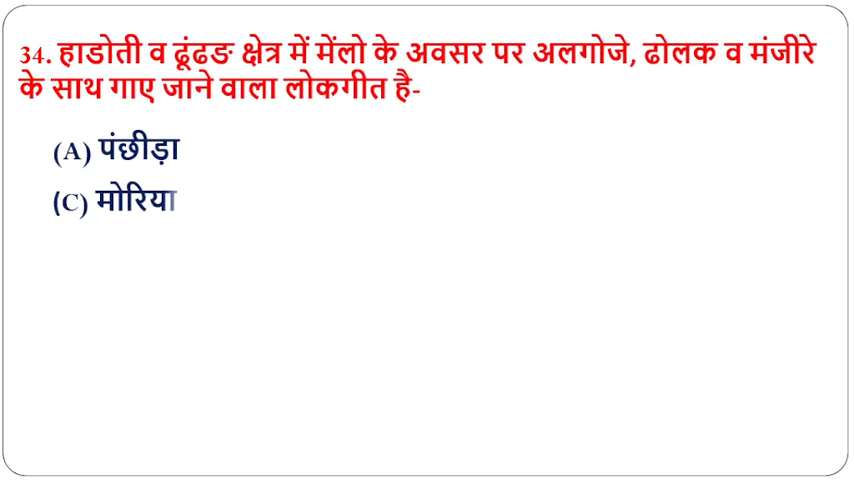 34. हाडोती व ढूंढङ क्षेत्र में मेंलो के अवसर पर अलगोजे, ढोलक व मंजीरे
के साथ गाए जाने वाला लोकगीत है-
(A) पंछीड़ा
(C) मोरिया